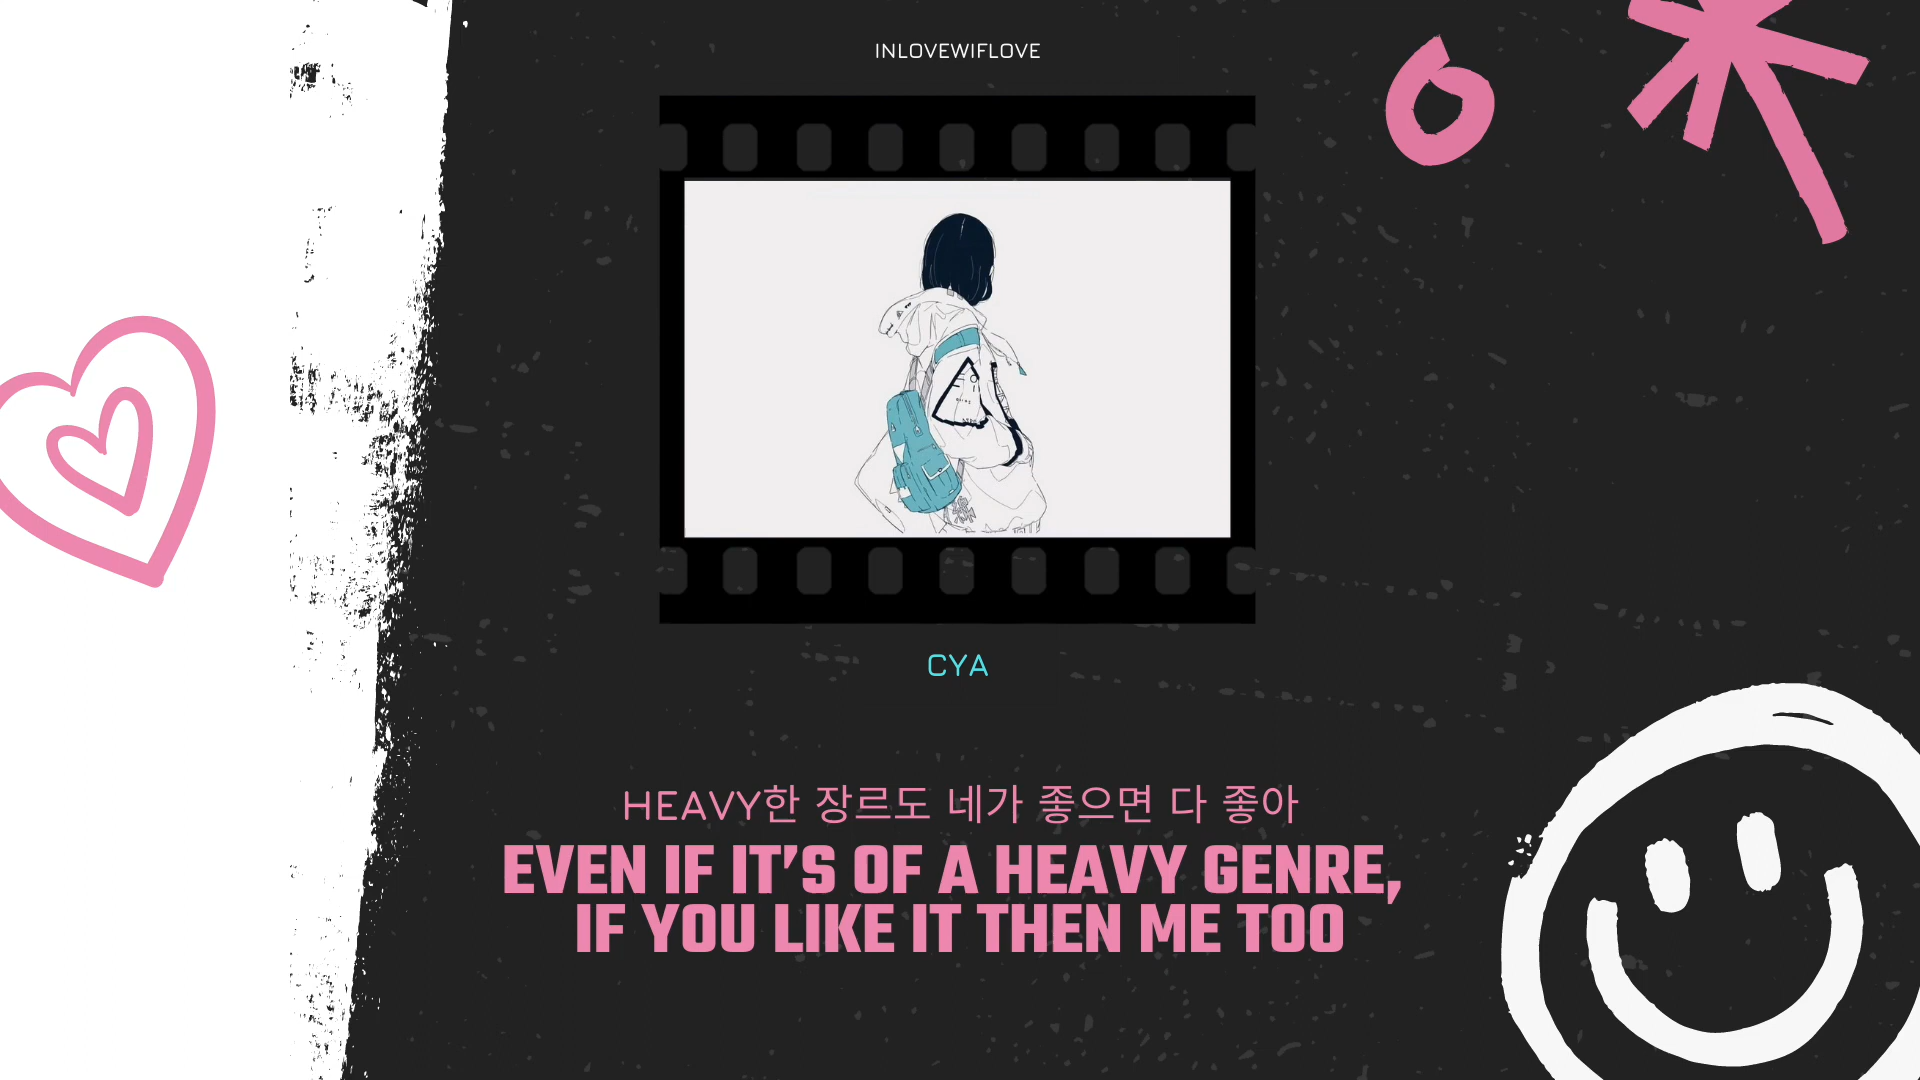 INLOVEWIFLOVE
CYA
HEAVY한 장르도 네가 좋으면 다 좋아
EVEN IF IT'S OF A HEAVY GENRE,
IF YOU LIKE IT THEN ME TOO